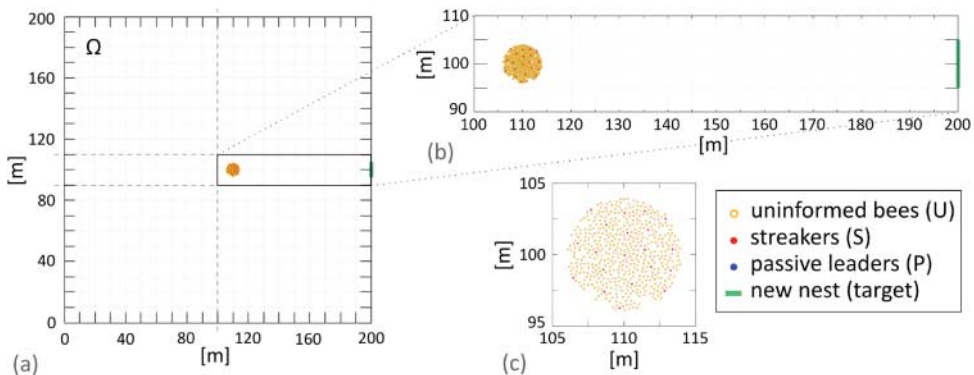 200
160
120
80
40
0
[m]
Ω
0 40 80 120 160 200
[m]
(a)
110
100
90
[m]
100 110 120 130 140 150 160 170 180 190 200
[m]
(b)
105
100
95
[m]
105 110 115
[m]
(c)
uninformed bees (U)
streakers (S)
passive leaders (P)
new nest (target)